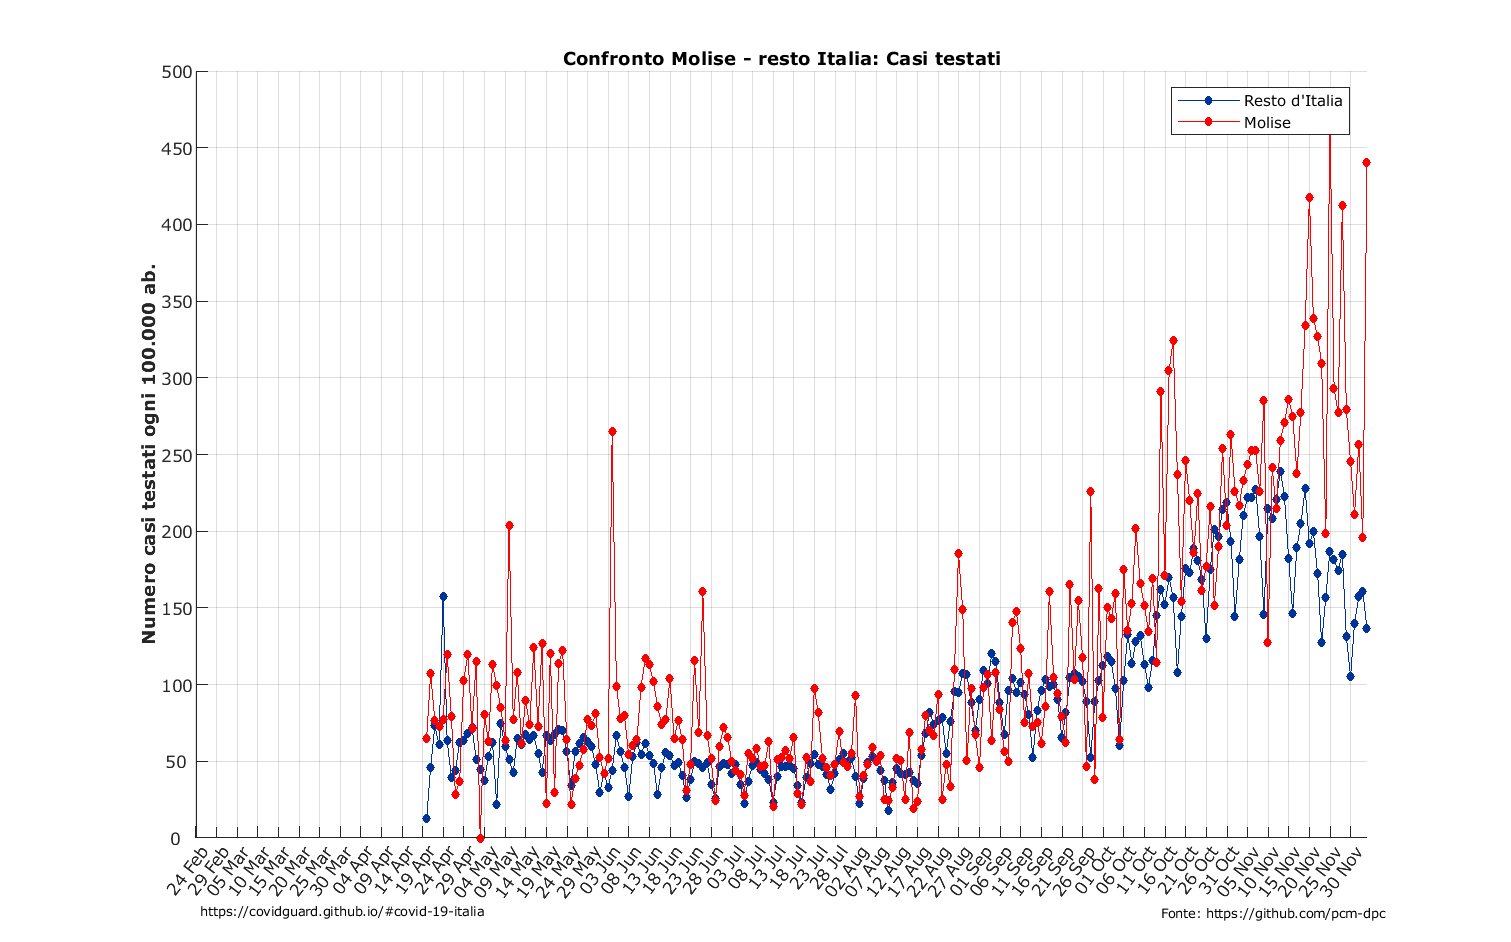 Confronto Molise - resto Italia: Casi testati
Resto d'Italia
Molise
Numero casi testati ogni 100.000 ab.
500
450
400
350
300
250
200
150
100
50
0
24 Feb
29 Feb
05 Mar
10 Mar
15 Mar
20 Mar
25 Mar
30 Mar
04 Apr
09 Apr
14 Apr
19 Apr
24 Apr
29 Apr
04 May
09 May
14 May
19 May
24 May
29 May
03 Jun
08 Jun
13 Jun
18 Jun
23 Jun
28 Jun
03 Jul
08 Jul
13 Jul
18 Jul
23 Jul
28 Jul
02 Aug
07 Aug
12 Aug
17 Aug
22 Aug
27 Aug
01 Sep
06 Sep
11 Sep
16 Sep
21 Sep
26 Sep
01 Oct
06 Oct
11 Oct
16 Oct
21 Oct
26 Oct
31 Oct
05 Nov
10 Nov
15 Nov
20 Nov
25 Nov
30 Nov
https://covidguard.github.io/#covid-19-italia
Fonte: https://github.com/pcm-dpc